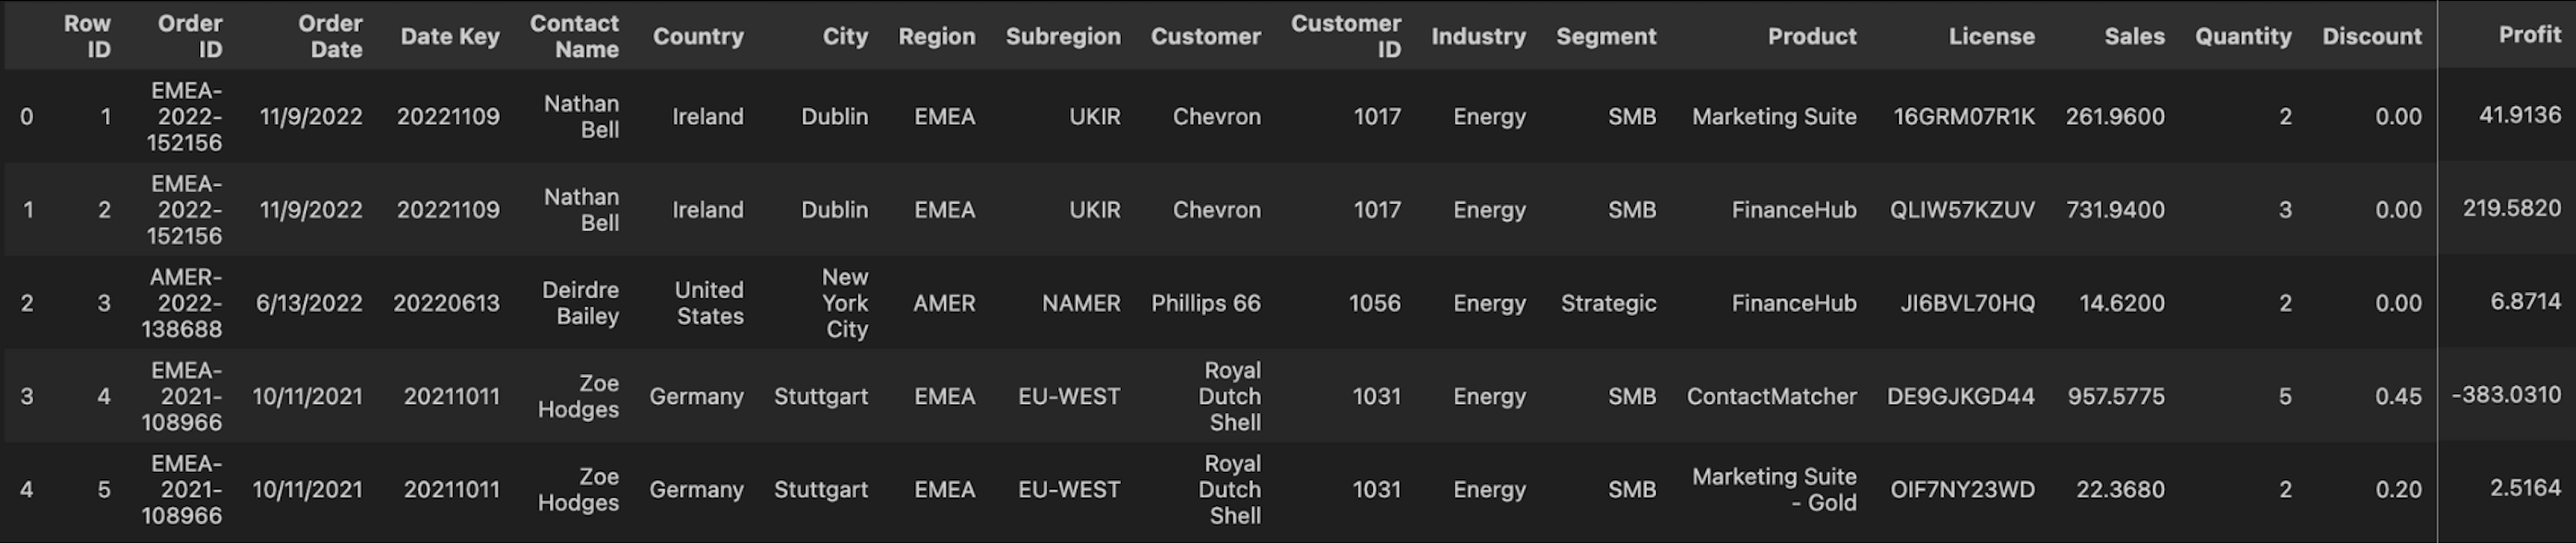 Row ID Order ID Order Date Date Key Contact Name Country City Region Subregion Customer Customer ID Industry Segment Product License Sales Quantity Discount Profit
0 1 EMEA-2022-152156 11/9/2022 20221109 Nathan Bell Ireland Dublin EMEA UKIR Chevron 1017 Energy SMB Marketing Suite 16GRM07R1K 261.9600 2 0.00 41.9136
1 2 EMEA-2022-152156 11/9/2022 20221109 Nathan Bell Ireland Dublin EMEA UKIR Chevron 1017 Energy SMB FinanceHub QLIW57KZUV 731.9400 3 0.00 219.5820
2 3 AMER-2022-138688 6/13/2022 20220613 Deirdre Bailey United States New York City AMER NAMER Phillips 66 1056 Energy Strategic FinanceHub JI6BVL70HQ 14.6200 2 0.00 6.8714
3 4 EMEA-2021-108966 10/11/2021 20211011 Zoe Hodges Germany Stuttgart EMEA EU-WEST Royal Dutch Shell 1031 Energy SMB ContactMatcher DE9GJKGD44 957.5775 5 0.45 -383.0310
4 5 EMEA-2021-108966 10/11/2021 20211011 Zoe Hodges Germany Stuttgart EMEA EU-WEST Royal Dutch Shell 1031 Energy SMB Marketing Suite - Gold OIF7NY23WD 22.3680 2 0.20 2.5164